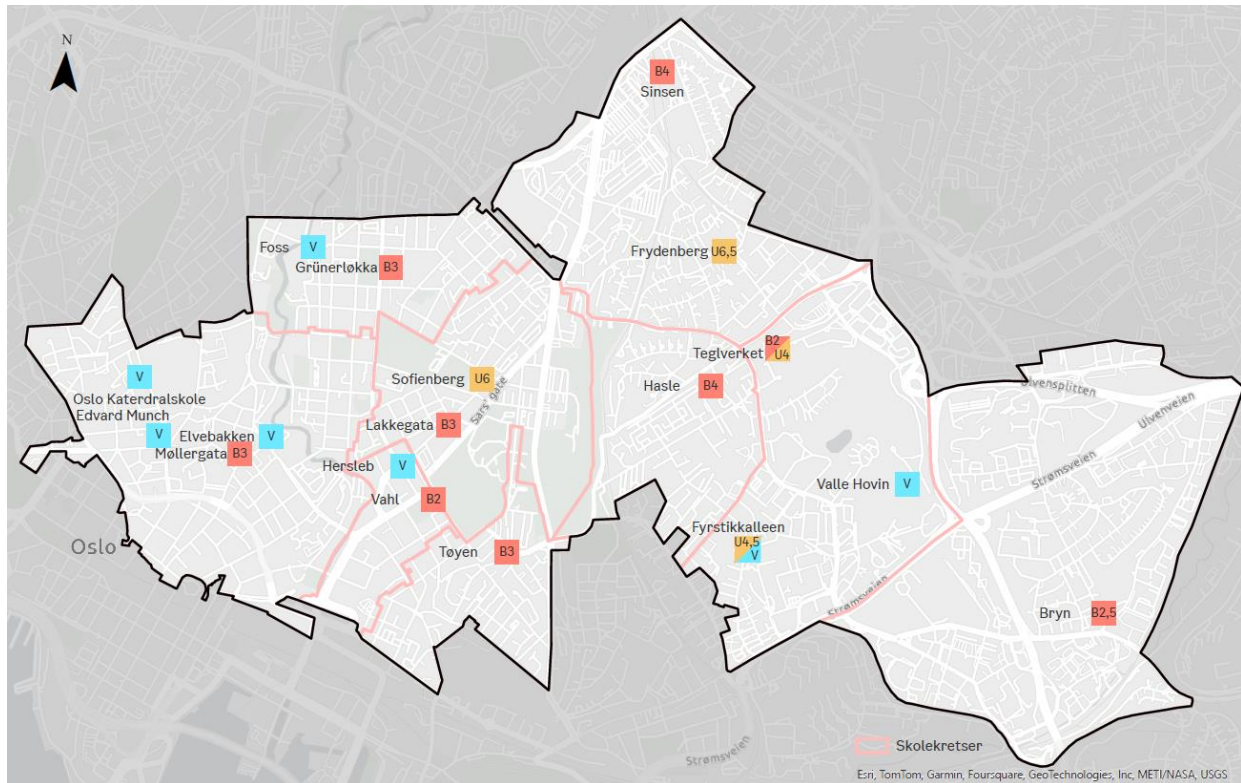 N
B4
Sinsen
Foss
V
Grünerløkka
B3
Frydenberg
U6,5
B2
Teglverket
U4
Hasle
B4
Sofienberg
U6
Sars' gate
Lakkegata
B3
V
Oslo Katerdralskole
Edvard Munch
V
Elvebakken
V
Møllergata
B3
Hersleb
V
Vahl
B2
Tøyen
B3
Oslo
Ulvensplitten
Ulvenveien
Strømsveien
Valle Hovin
V
Fyrstikkalleen
U4,5
V
Strømsveien
Bryn
B2,5
Strømsveien
Skolekretser
Esri, TomTom, Garmin, Foursquare, GeoTechnologies, Inc, METI/NASA, USGS